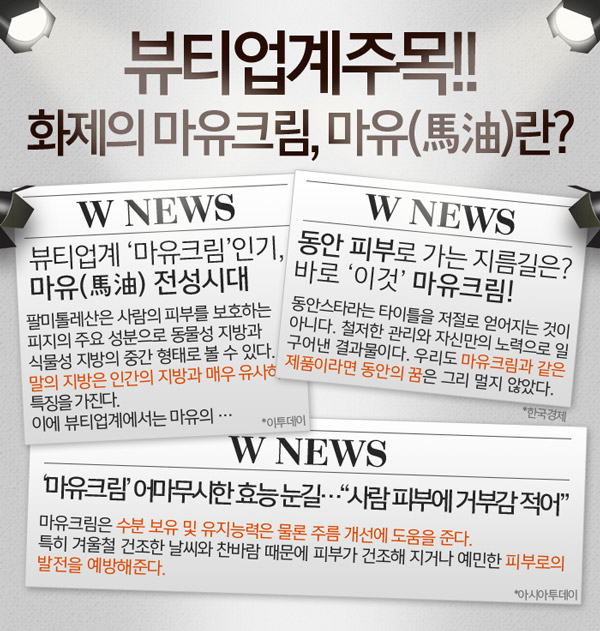 뷰티업계주목!!
화제의 마유크림, 마유(馬油)란?
W NEWS
뷰티업계 ‘마유크림’인기,
마유(馬油) 전성시대
팔미톨레산은 사람의 피부를 보호하는
피지의 주요 성분으로 동물성 지방과
식물성 지방의 중간 형태로 볼 수 있다.
말의 지방은 인간의 지방과 매우 유사한
특징을 가진다.
이에 뷰티업계에서는 마유의 …
*이투데이
W NEWS
동안 피부로 가는 지름길은?
바로 ‘이것’ 마유크림!
동안스타라는 타이틀을 저절로 얻어지는 것이
아니다. 철저한 관리와 자신만의 노력으로 일
구어낸 결과물이다. 우리도 마유크림과 같은
제품이라면 동안의 꿈은 그리 멀지 않았다.
*한국경제
W NEWS
‘마유크림’ 어마무시한 효능 눈길…“사람 피부에 거부감 적어”
마유크림은 수분 보유 및 유지능력은 물론 주름 개선에 도움을 준다.
특히 겨울철 건조한 날씨와 찬바람 때문에 피부가 건조해 지거나 예민한 피부로의
발전을 예방해준다.
*아시아투데이